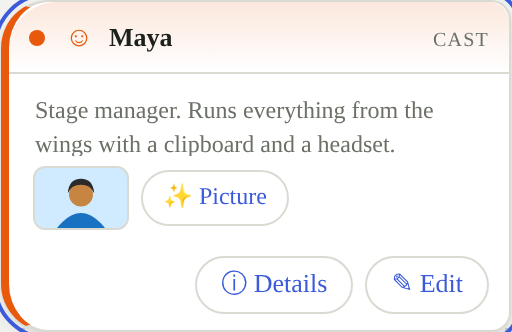 ☺ Maya CAST
Stage manager. Runs everything from the
wings with a clipboard and a headset.
✨ Picture
ⓘ Details ✎ Edit